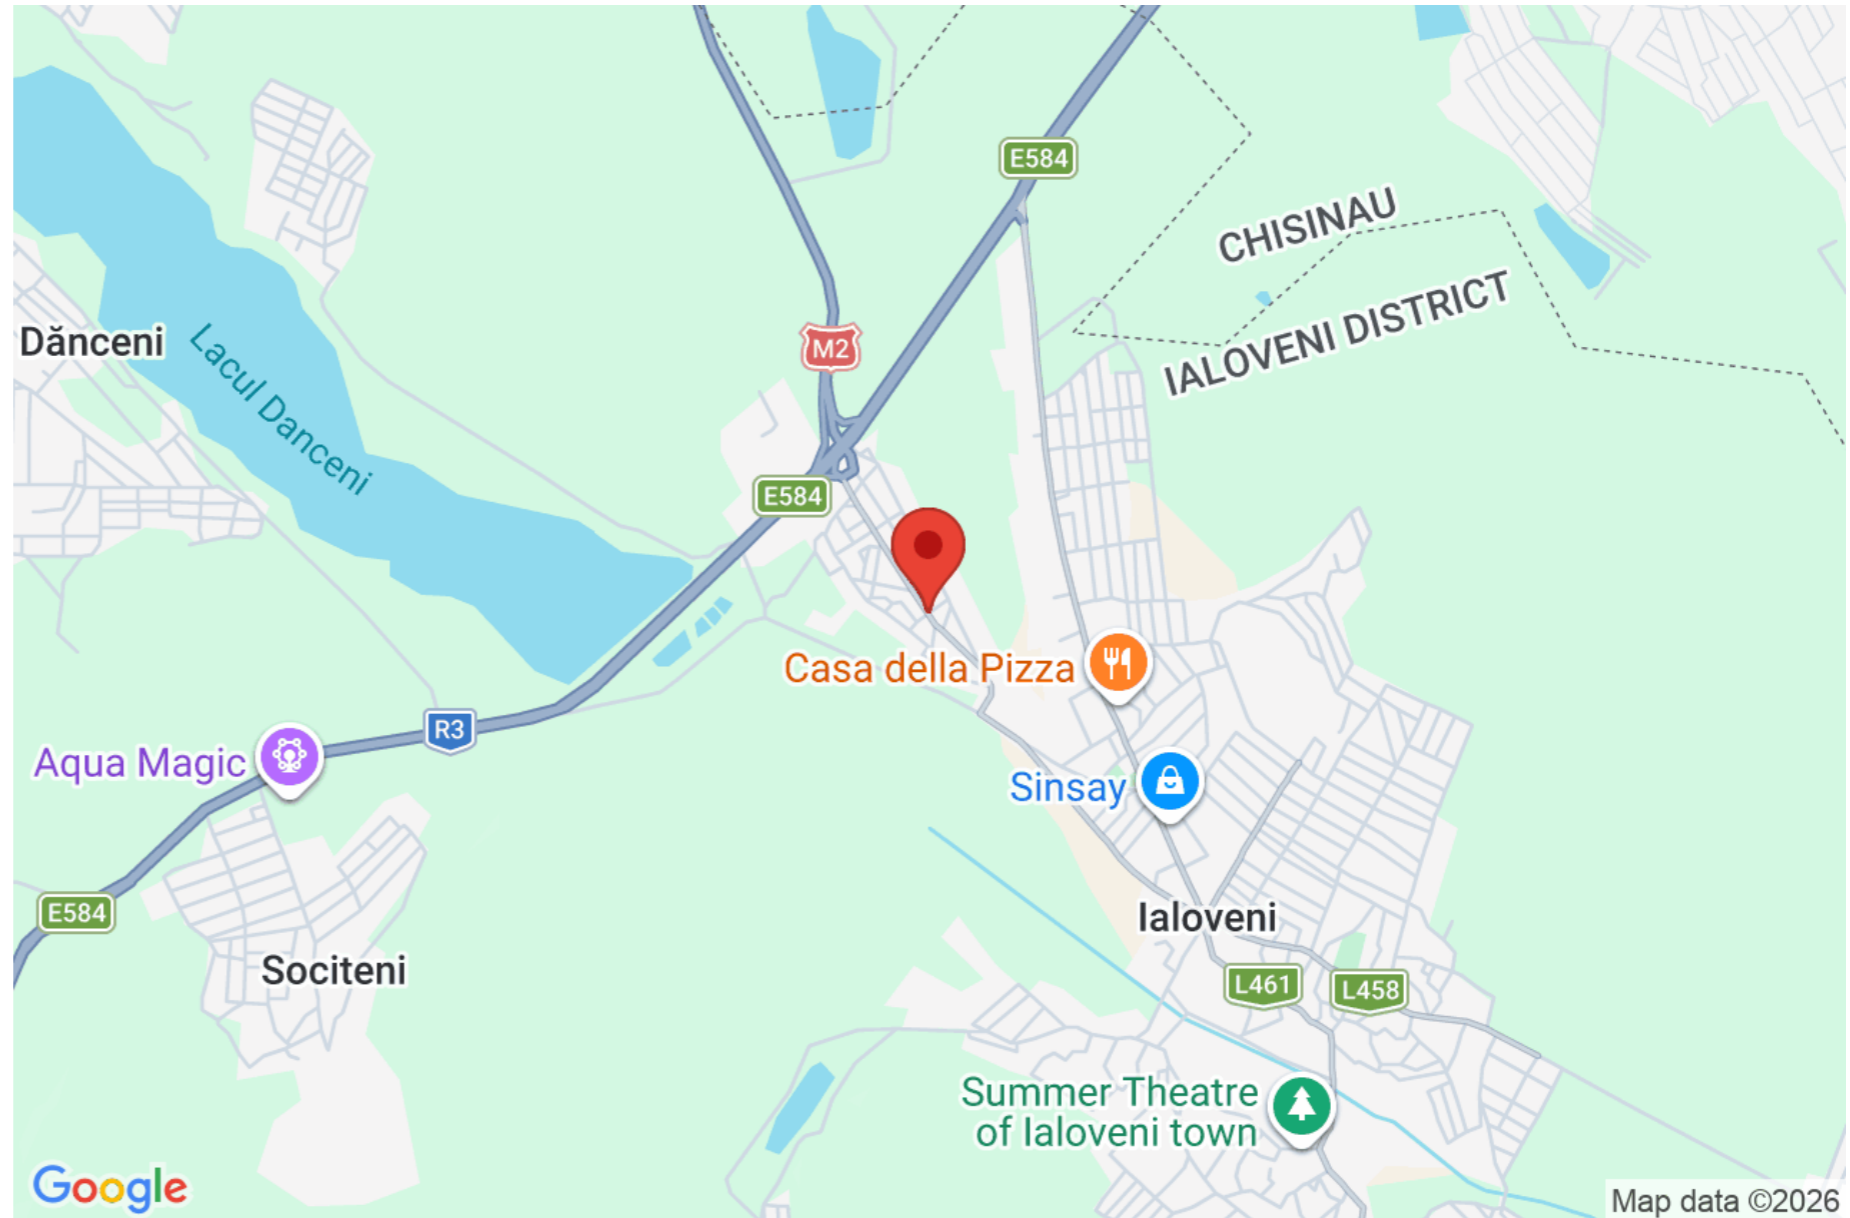 E584
CHISINAU
IALOVENI DISTRICT
Dănceni
Lacul Danceni
M2
E584
Casa della Pizza
R3
Aqua Magic
Sinsay
E584
Ialoveni
Sociteni
L461
L458
Summer Theatre
of Ialoveni town
Google
Map data ©2026